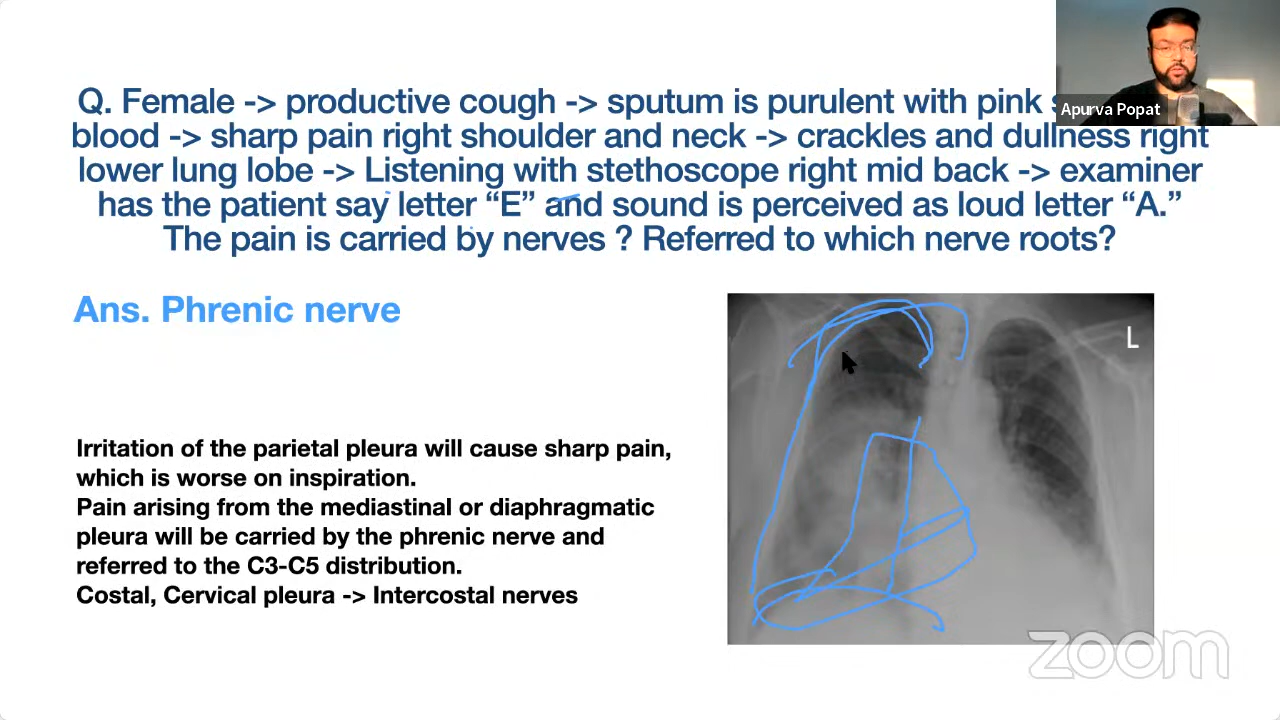 Q. Female -> productive cough -> sputum is purulent with pink
blood -> sharp pain right shoulder and neck -> crackles and dullness right
lower lung lobe -> Listening with stethoscope right mid back -> examiner
has the patient say letter “E” and sound is perceived as loud letter “A.”
The pain is carried by nerves ? Referred to which nerve roots?
Apurva Popat
Ans. Phrenic nerve
L
Irritation of the parietal pleura will cause sharp pain,
which is worse on inspiration.
Pain arising from the mediastinal or diaphragmatic
pleura will be carried by the phrenic nerve and
referred to the C3-C5 distribution.
Costal, Cervical pleura -> Intercostal nerves
zoom